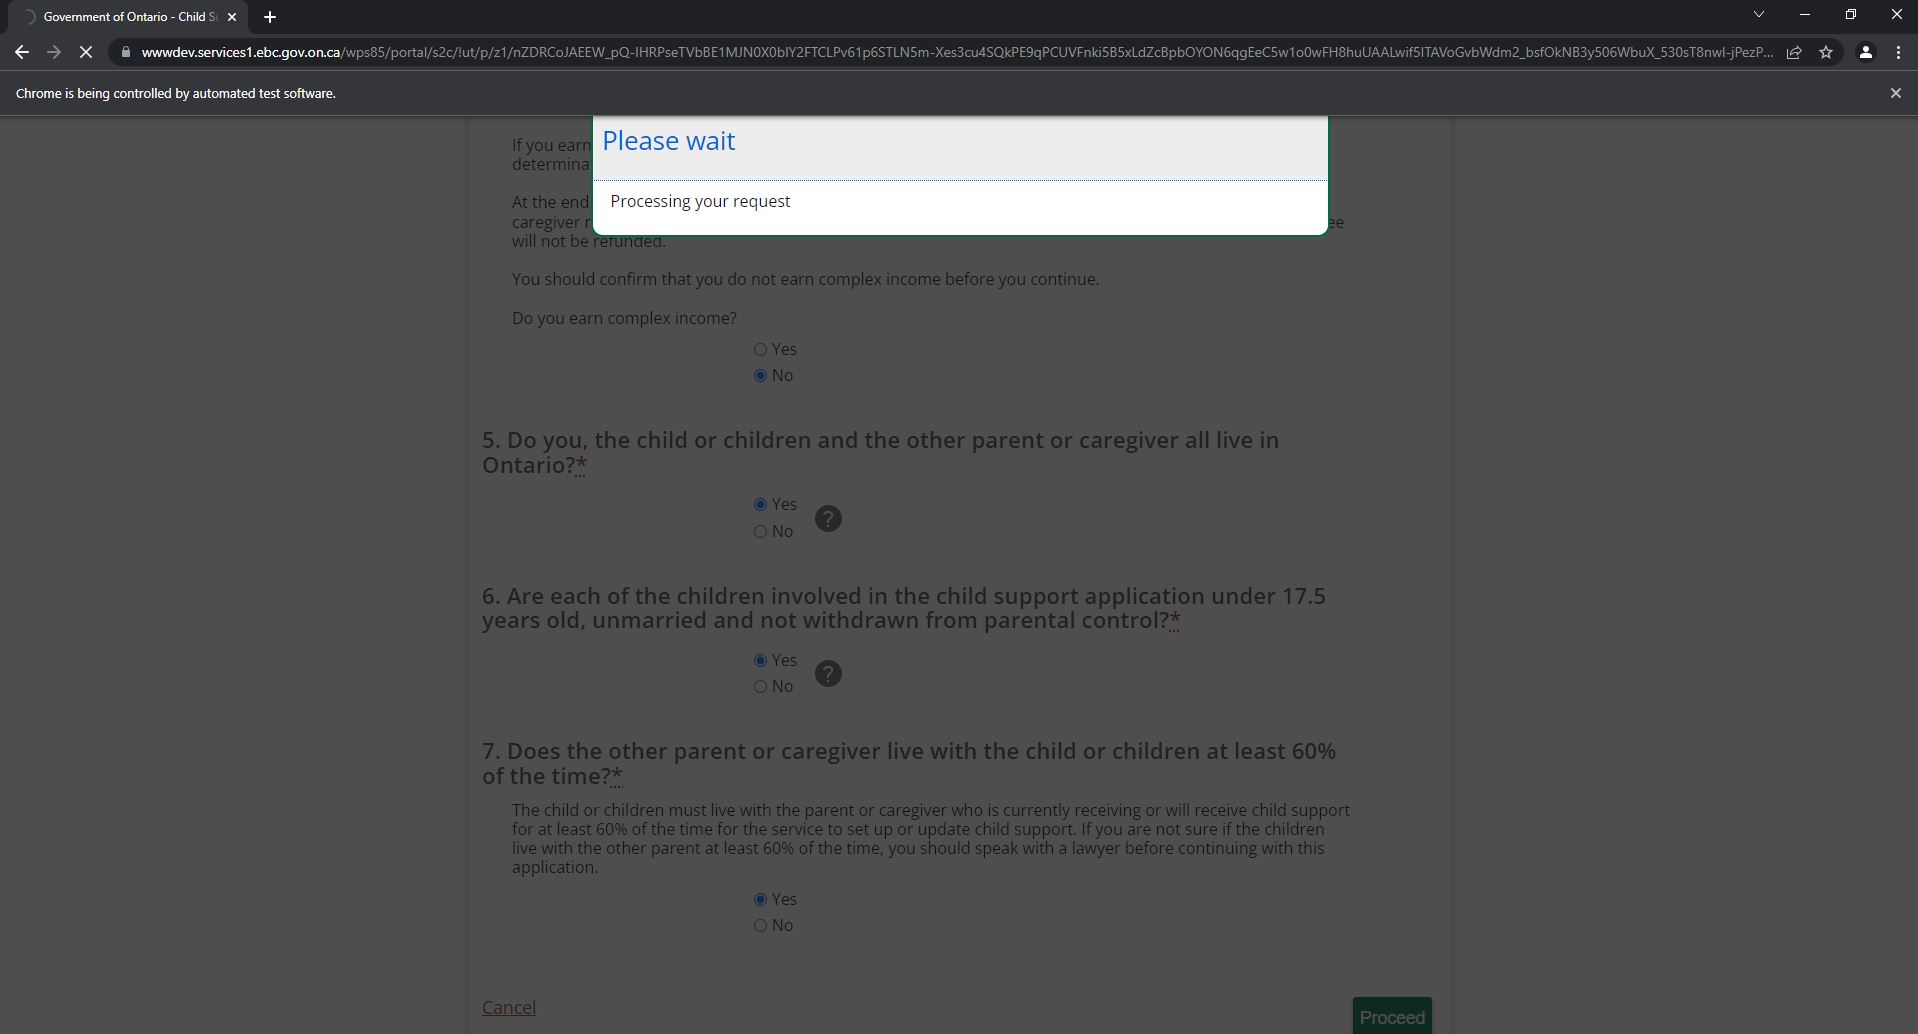 Government of Ontario - Child S
wwwdev.services1.ebc.gov.on.ca/wps85/portal/s2c/!ut/p/z1/nZDRCoJAEEW_pQ-IHRPseTVbBE1MJN0X0bIY2FTCLPv61p6STLN5m-Xes3cu4SQkPE9qPCUVFnki5B5xLdZcBpbOYON6qgEeC5w1o0wFH8huUAALwif5ITAVoGvbWdm2_bsfOkNB3y506WbuX_530sT8nwl-jPezP...
Chrome is being controlled by automated test software.
Please wait
Processing your request
If you earn
determina
At the end
caregiver r ee
will not be refunded.
You should confirm that you do not earn complex income before you continue.
Do you earn complex income?
Yes
No
5. Do you, the child or children and the other parent or caregiver all live in
Ontario?*
Yes
?
No
6. Are each of the children involved in the child support application under 17.5
years old, unmarried and not withdrawn from parental control?*
Yes
?
No
7. Does the other parent or caregiver live with the child or children at least 60%
of the time?*
The child or children must live with the parent or caregiver who is currently receiving or will receive child support
for at least 60% of the time for the service to set up or update child support. If you are not sure if the children
live with the other parent at least 60% of the time, you should speak with a lawyer before continuing with this
application.
Yes
No
Cancel
Proceed